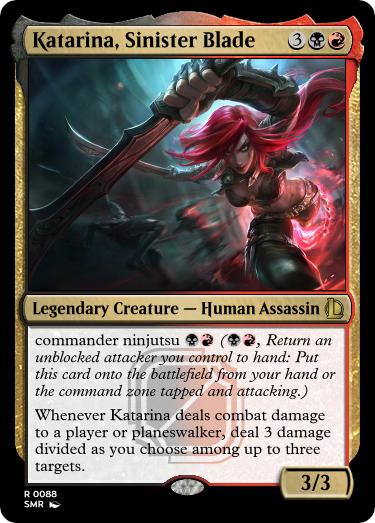 Katarina, Sinister Blade 3
Legendary Creature — Human Assassin
commander ninjutsu (, Return an
unblocked attacker you control to hand: Put
this card onto the battlefield from your hand or
the command zone tapped and attacking.)
Whenever Katarina deals combat damage
to a player or planeswalker, deal 3 damage
divided as you choose among up to three
targets.
3/3
R 0088
SMR